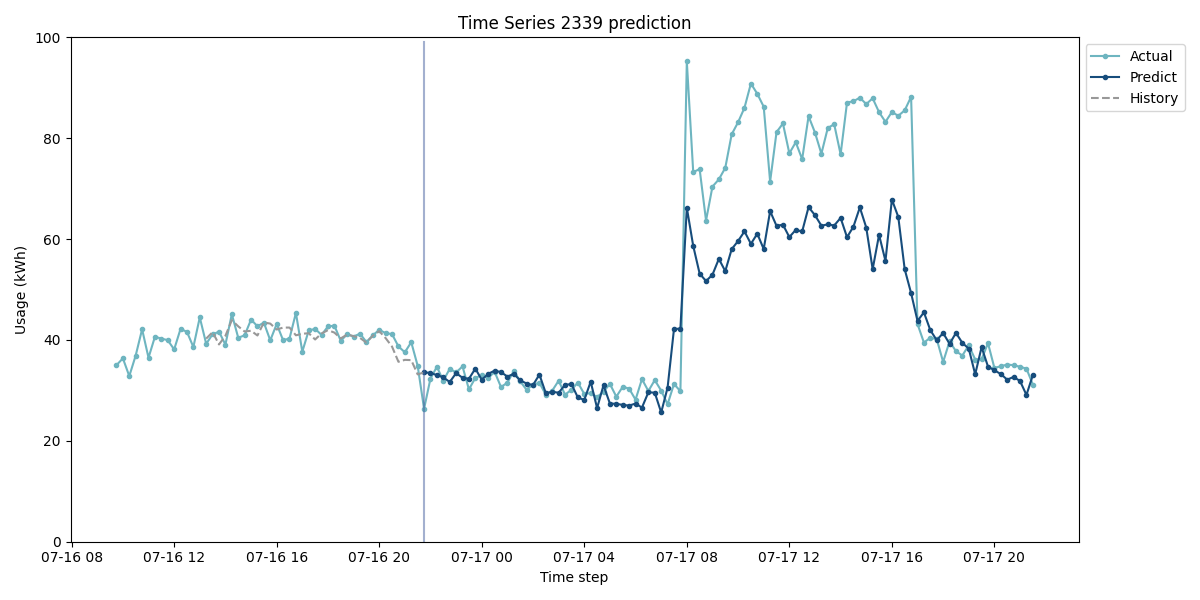 Time Series 2339 prediction
100
80
60
40
20
0
Usage (kWh)
07-16 08
07-16 12
07-16 16
07-16 20
07-17 00
07-17 04
07-17 08
07-17 12
07-17 16
07-17 20
Time step
Actual
Predict
History